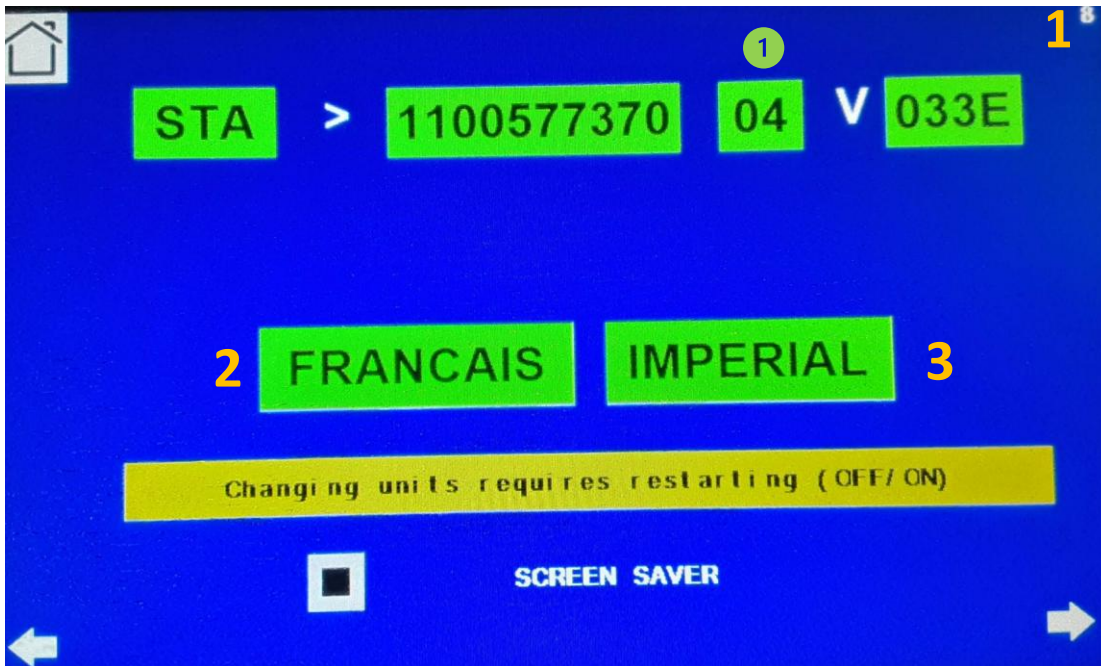 1 8
1
STA > 1100577370 04 V 033E
2 FRANCAIS IMPERIAL 3
Changing units requires restarting (OFF/ON)
SCREEN SAVER